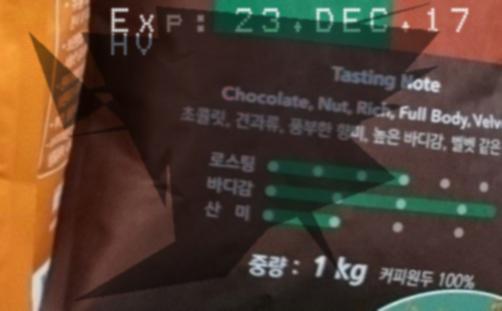 Exp: 23.DEC.17
HV
Tasting Note
Chocolate, Nut, Rich, Full Body, Velve
초콜릿, 견과류, 풍부한 향미, 높은 바디감, 벨벳 같은
로스팅
바디감
산 미
중량 : 1 kg 커피원두 100%